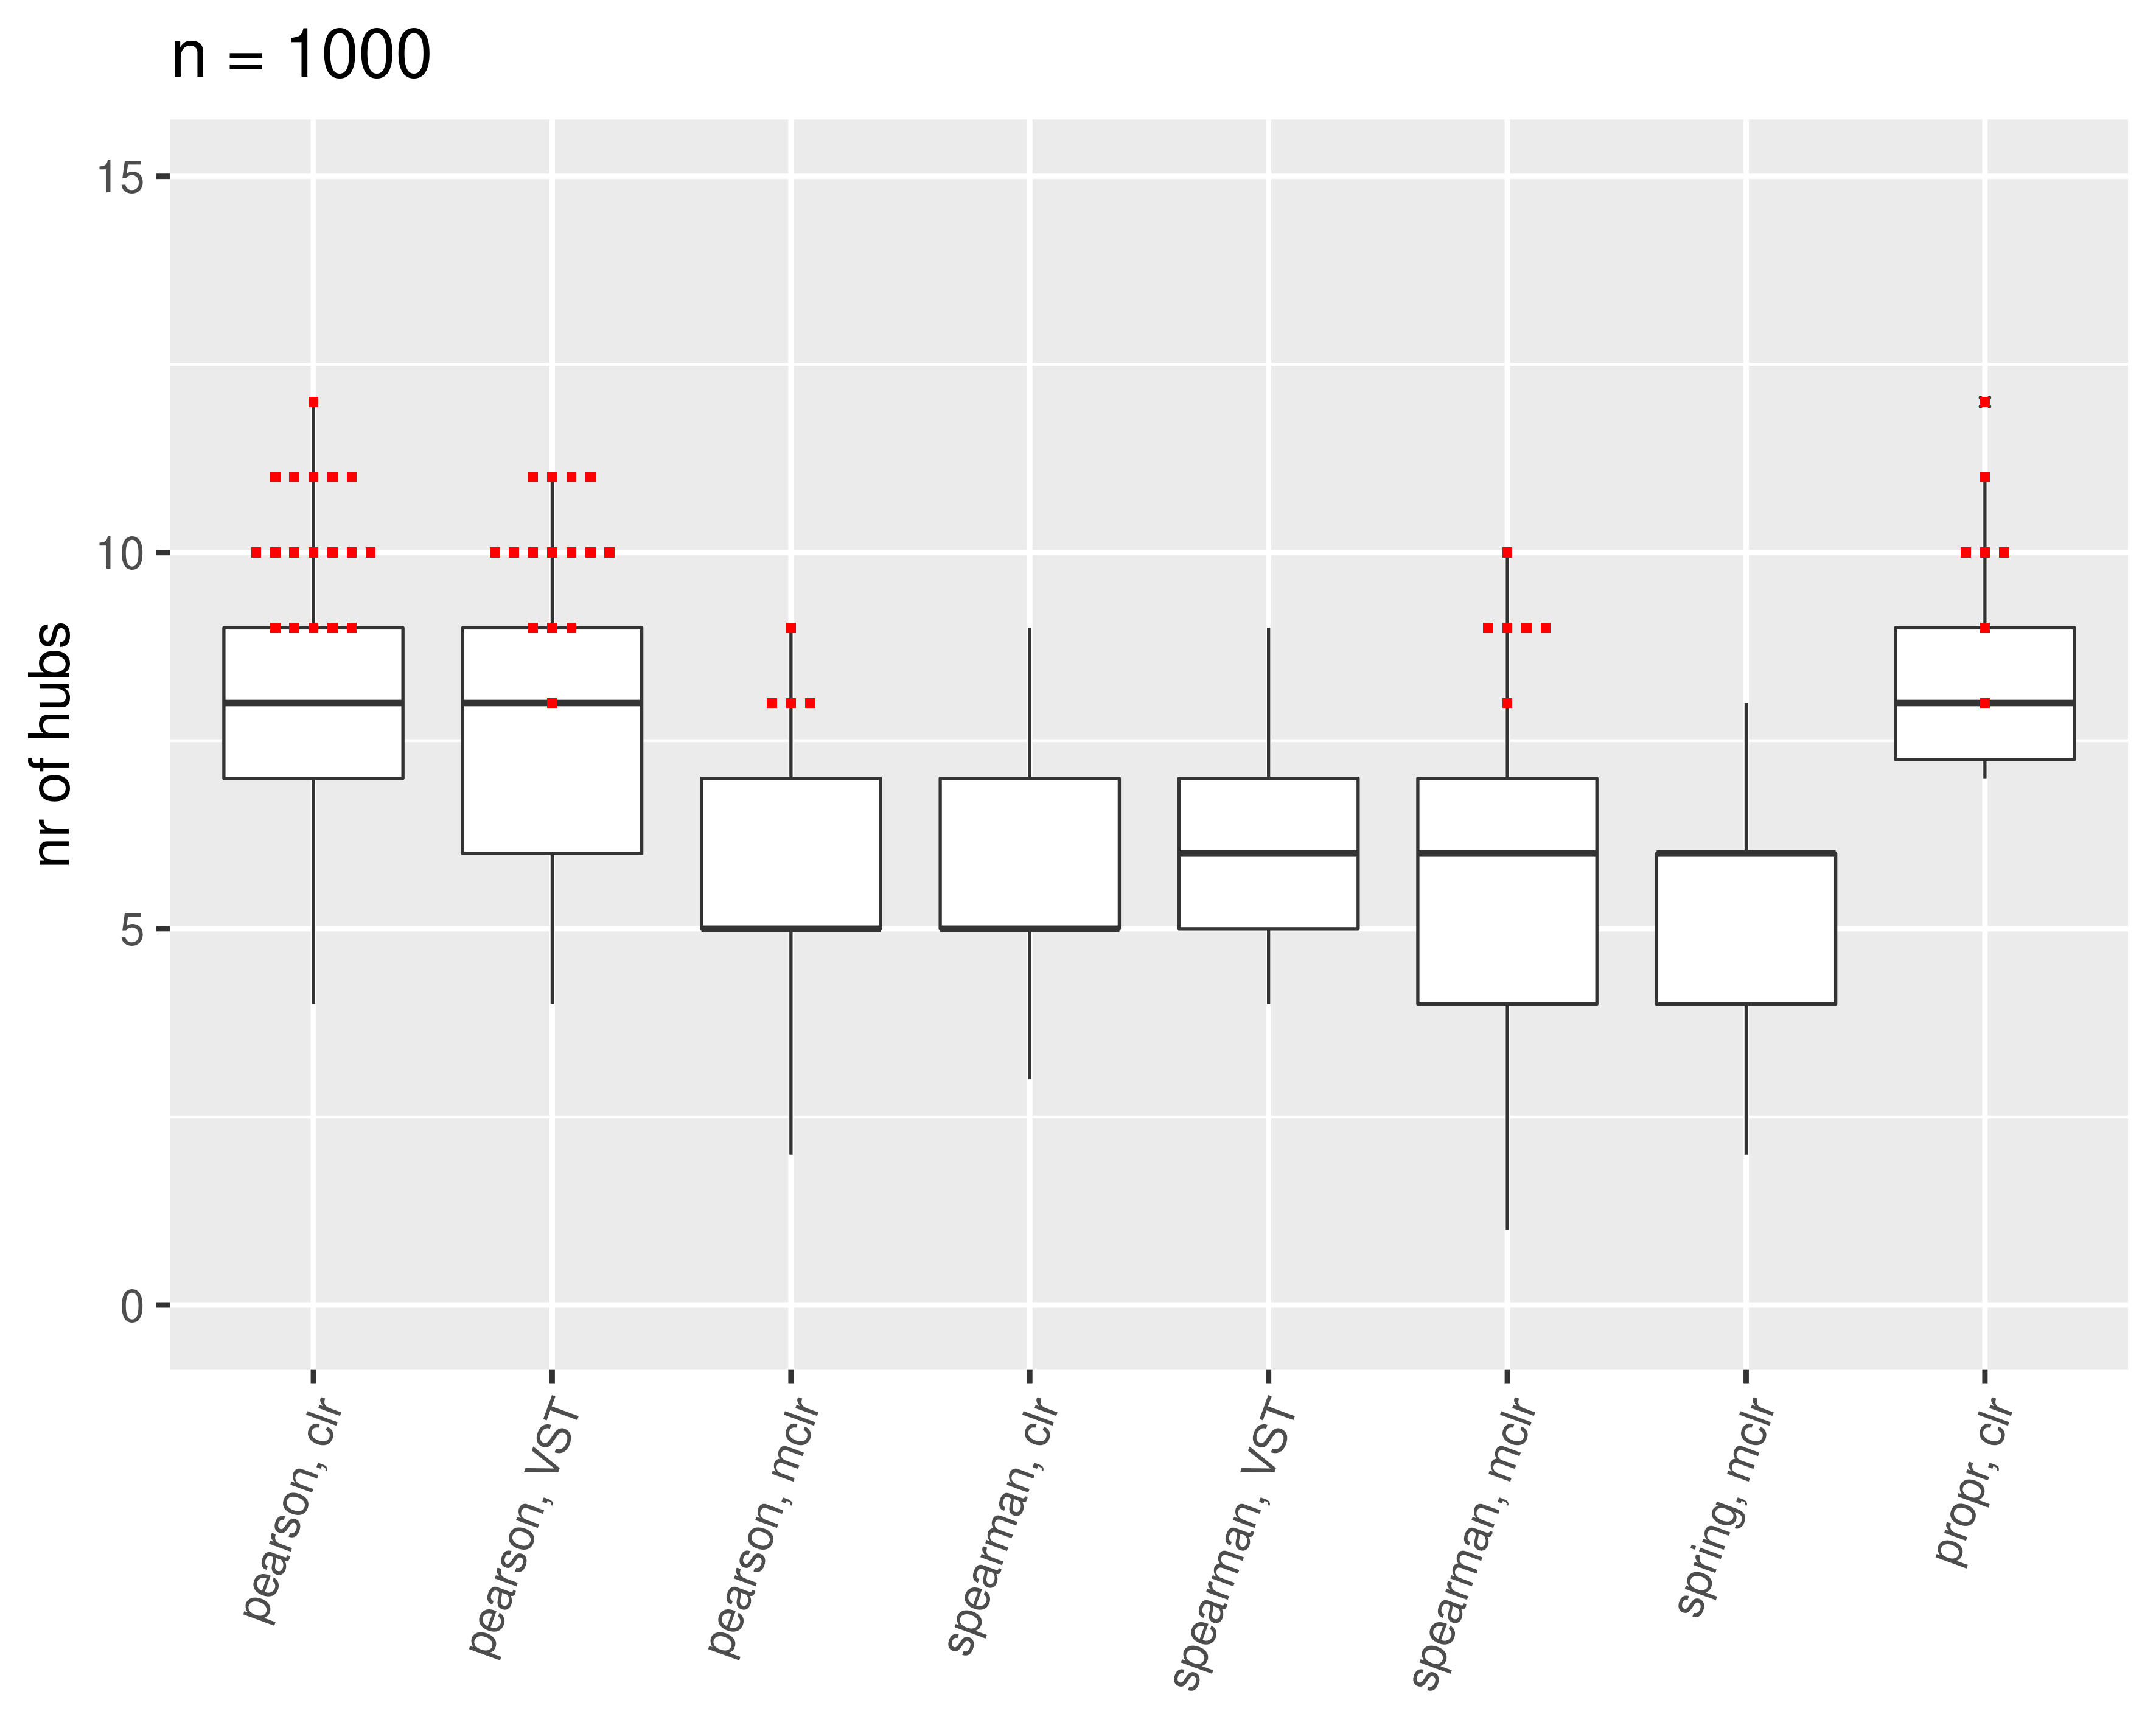 n = 1000
nr of hubs
15
10
5
0
pearson, clr
pearson, VST
pearson, mclr
spearman, clr
spearman, VST
spearman, mclr
spring, mclr
propr, clr